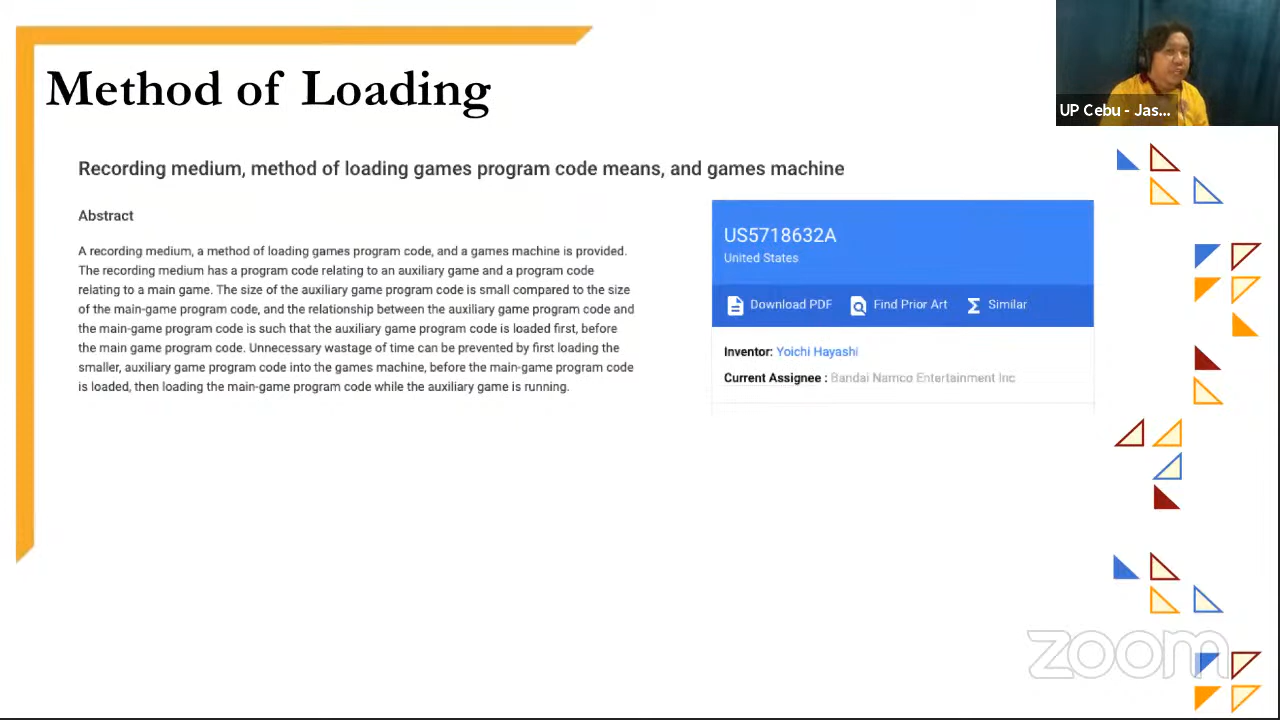 Method of Loading
UP Cebu - Jas...
Recording medium, method of loading games program code means, and games machine
Abstract
A recording medium, a method of loading games program code, and a games machine is provided.
The recording medium has a program code relating to an auxiliary game and a program code
relating to a main game. The size of the auxiliary game program code is small compared to the size
of the main-game program code, and the relationship between the auxiliary game program code and
the main-game program code is such that the auxiliary game program code is loaded first, before
the main game program code. Unnecessary wastage of time can be prevented by first loading the
smaller, auxiliary game program code into the games machine, before the main-game program code
is loaded, then loading the main-game program code while the auxiliary game is running.
US5718632A
United States
Download PDF Find Prior Art Similar
Inventor: Yoichi Hayashi
Current Assignee : Bandai Namco Entertainment Inc
zoom